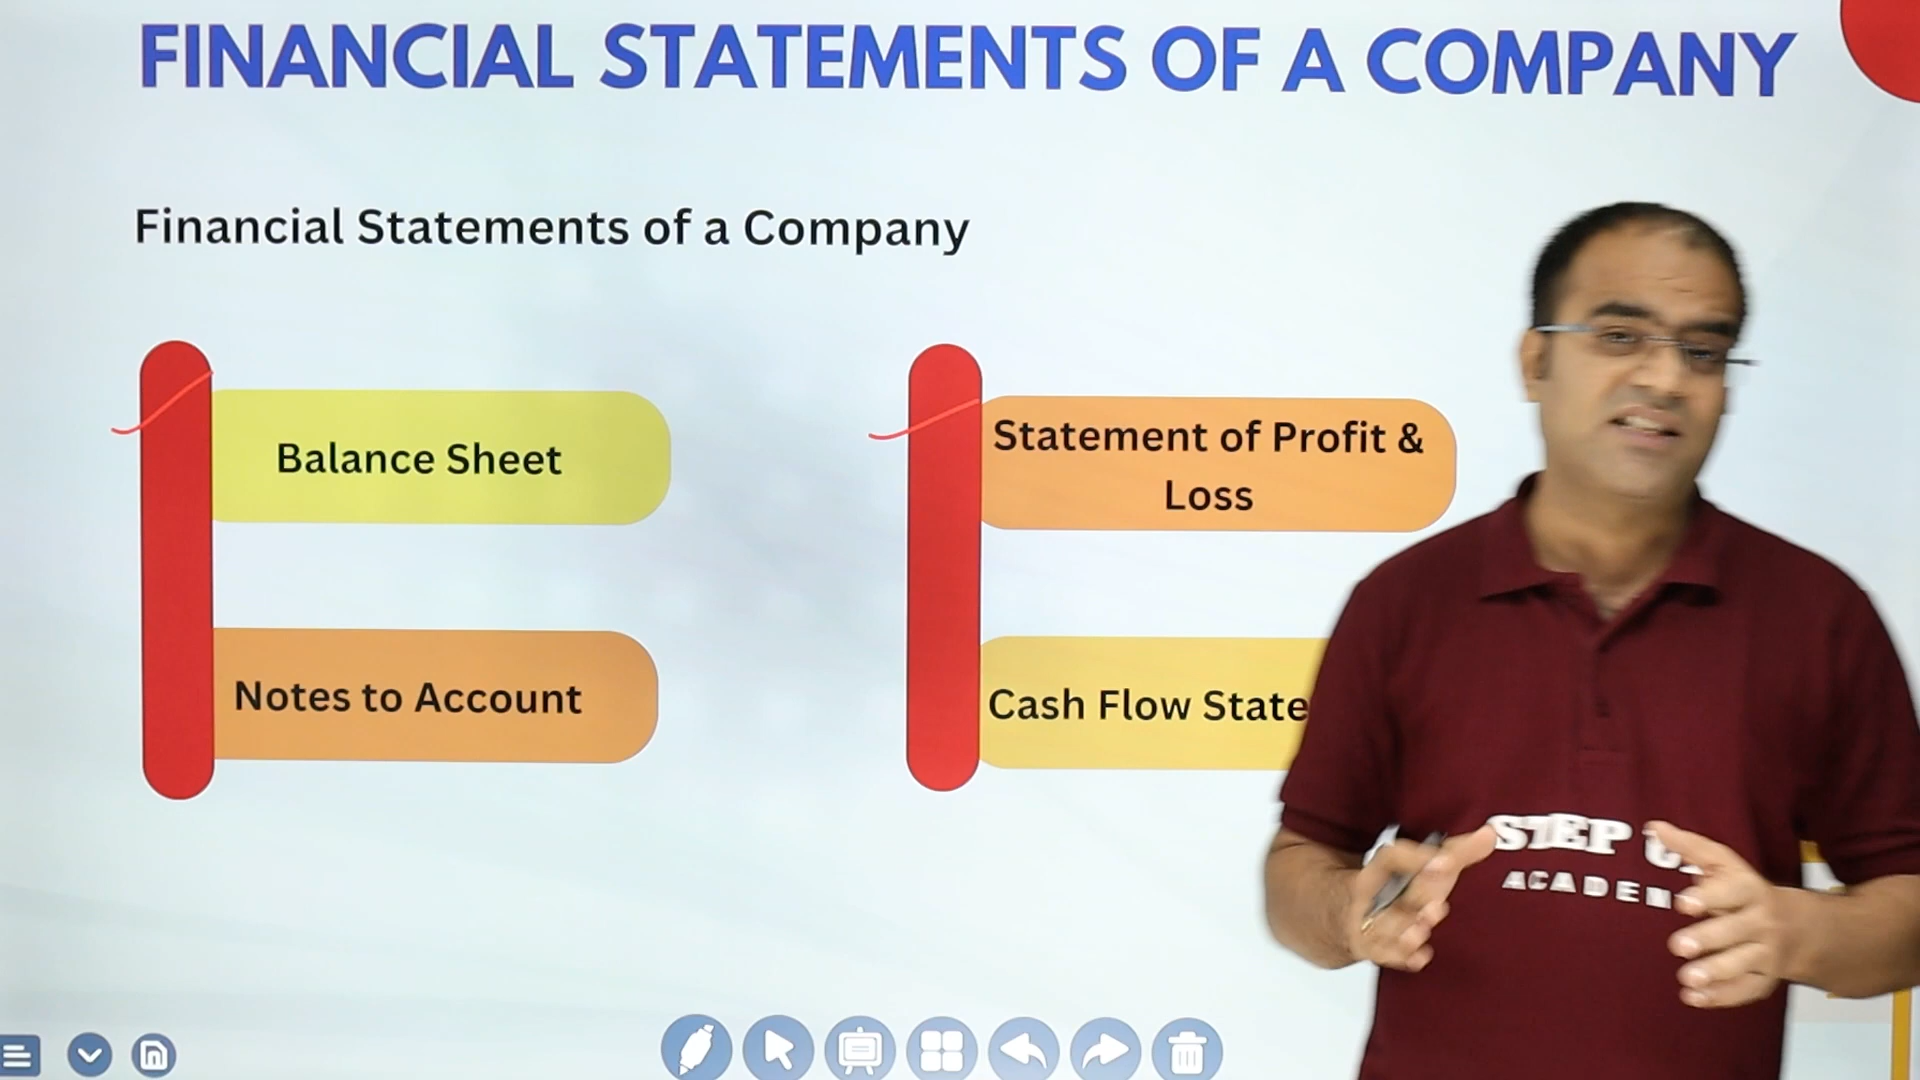 FINANCIAL STATEMENTS OF A COMPANY
Financial Statements of a Company
Balance Sheet
Statement of Profit &
Loss
Notes to Account
Cash Flow State
STEP
ACADEM